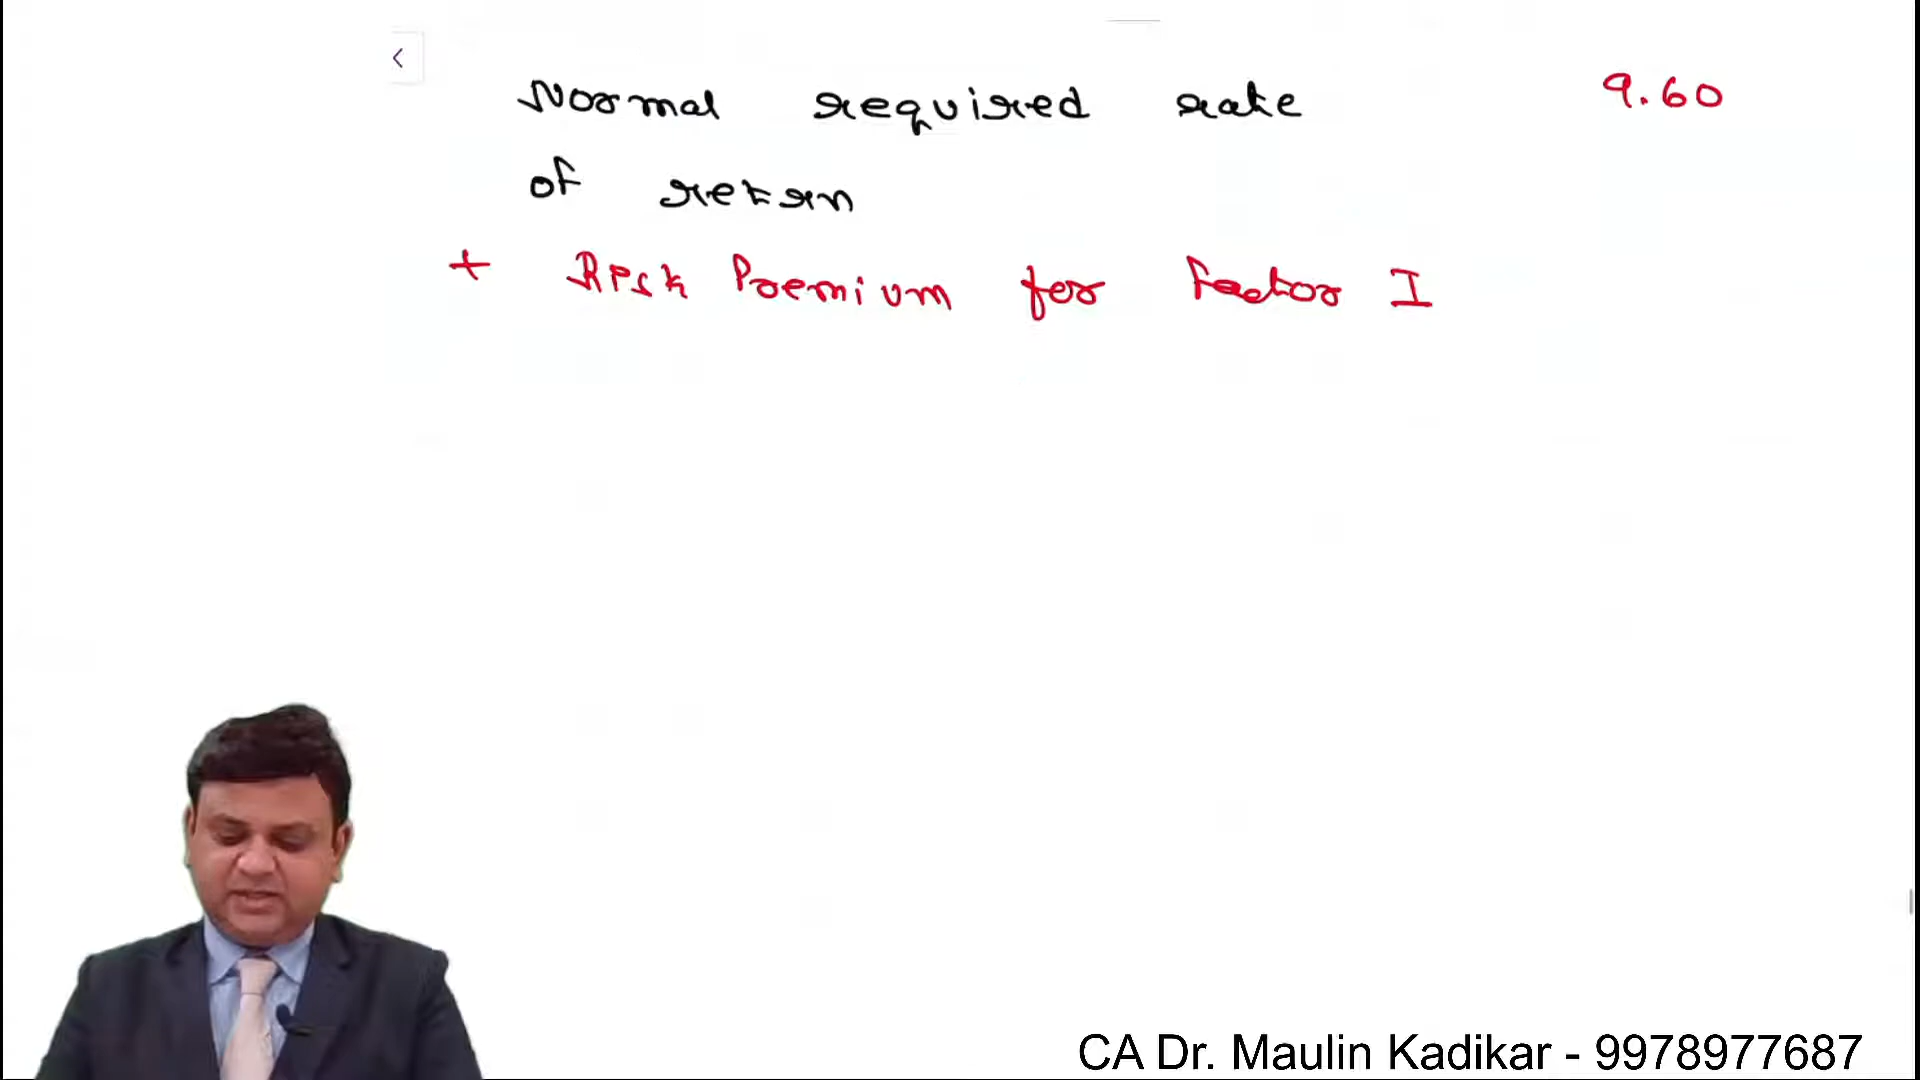 Normal required rate 9.60
of return
+ Risk Premium for factor I
CA Dr. Maulin Kadikar - 9978977687